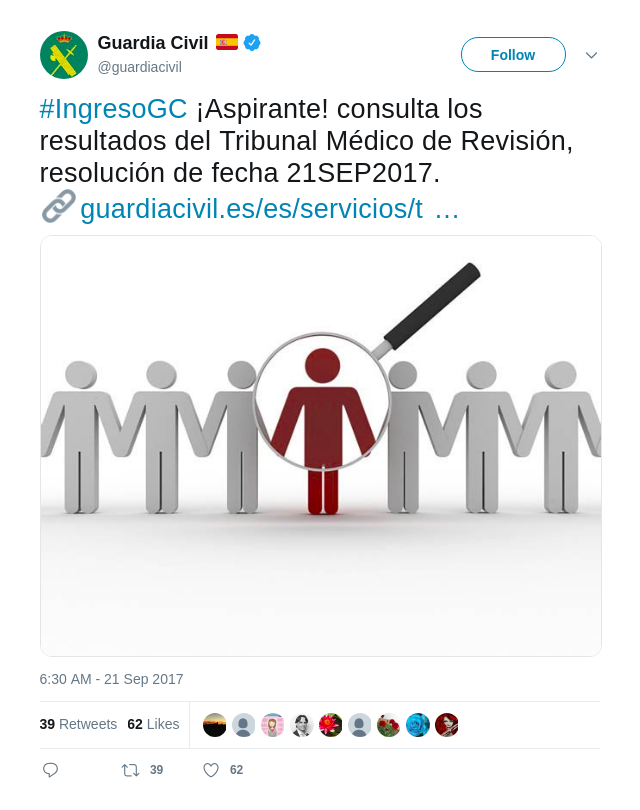 Guardia Civil
@guardiacivil
Follow
#IngresoGC ¡Aspirante! consulta los
resultados del Tribunal Médico de Revisión,
resolución de fecha 21SEP2017.
guardiacivil.es/es/servicios/t …
6:30 AM - 21 Sep 2017
39 Retweets 62 Likes
39 62